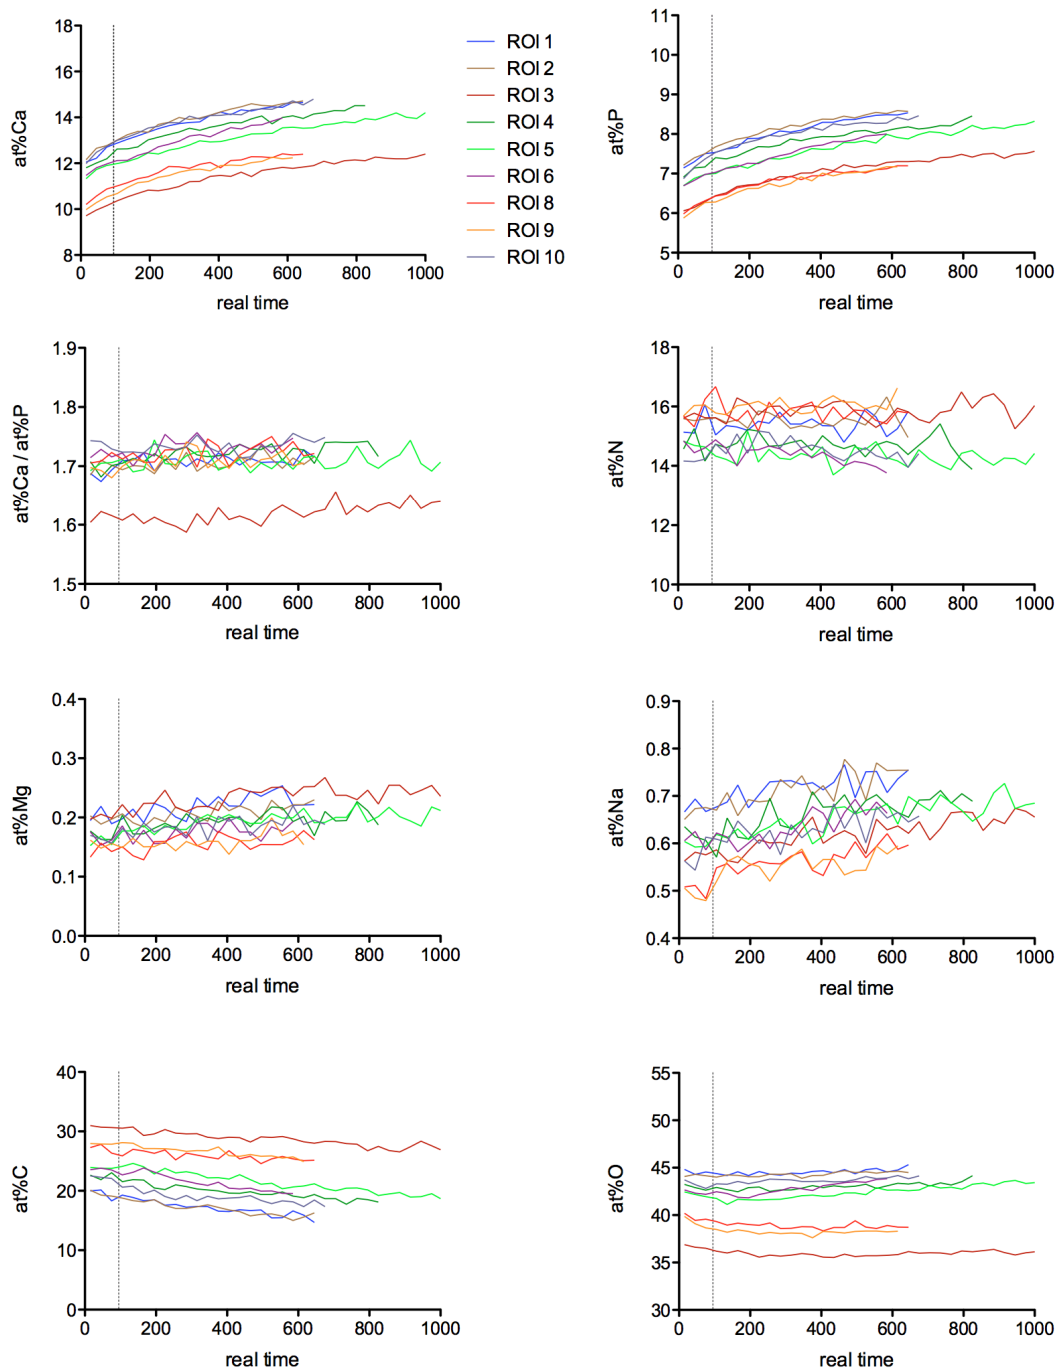 18
16
14
12
10
8
at%Ca
0 200 400 600 800 1000
real time
ROI 1
ROI 2
ROI 3
ROI 4
ROI 5
ROI 6
ROI 8
ROI 9
ROI 10
11
10
9
8
7
6
5
at%P
0 200 400 600 800 1000
real time
1.9
1.8
1.7
1.6
1.5
at%Ca / at%P
0 200 400 600 800 1000
real time
18
16
14
12
10
at%N
0 200 400 600 800 1000
real time
0.4
0.3
0.2
0.1
0.0
at%Mg
0 200 400 600 800 1000
real time
0.9
0.8
0.7
0.6
0.5
0.4
at%Na
0 200 400 600 800 1000
real time
40
30
20
10
0
at%C
0 200 400 600 800 1000
real time
55
50
45
40
35
30
at%O
0 200 400 600 800 1000
real time